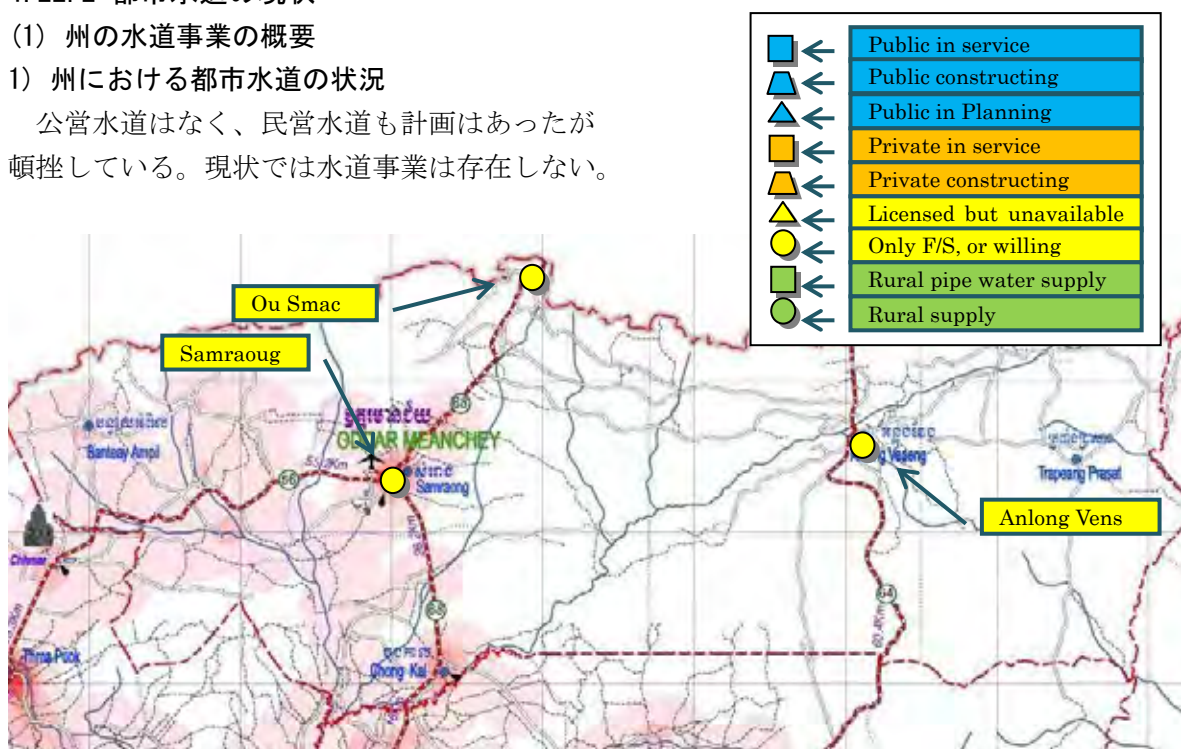 (1) 州の水道事業の概要
1) 州における都市水道の状況
公営水道はなく、民営水道も計画はあったが
頓挫している。現状では水道事業は存在しない。
Public in service
Public constructing
Public in Planning
Private in service
Private constructing
Licensed but unavailable
Only F/S, or willing
Rural pipe water supply
Rural supply
Ou Smac
Samraoug
Anlong Vens
ODDAR MEANCHEY
Banteay Ampil
Samraong
Trapeang Prasat
Chhmar
Thma Puok
Chong Kal
68
56
68
64